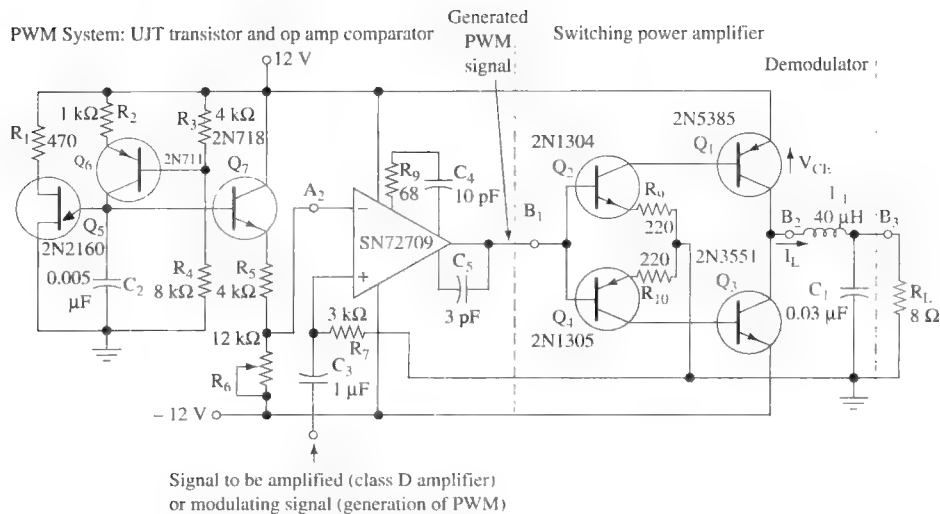 Generated
PWM System: UJT transistor and op amp comparator
PWM
signal
Switching power amplifier
Demodulator
12 V
1 kΩ
R2
R3
4 kΩ
2N718
R1
470
Q6
2N711
Q7
Q5
2N2160
0.005
μF
C2
R4
8 kΩ
R5
4 kΩ
12 kΩ
R6
− 12 V
A2
R9
68
C4
10 pF
SN72709
−
+
C5
3 pF
3 kΩ
R7
C3
1 μF
B1
2N1304
Q2
R9
220
220
R10
Q4
2N1305
2N5385
Q1
VCE
2N3551
Q3
B2
IL
40 μH
B3
C1
0.03 μF
RL
8 Ω
Signal to be amplified (class D amplifier)
or modulating signal (generation of PWM)